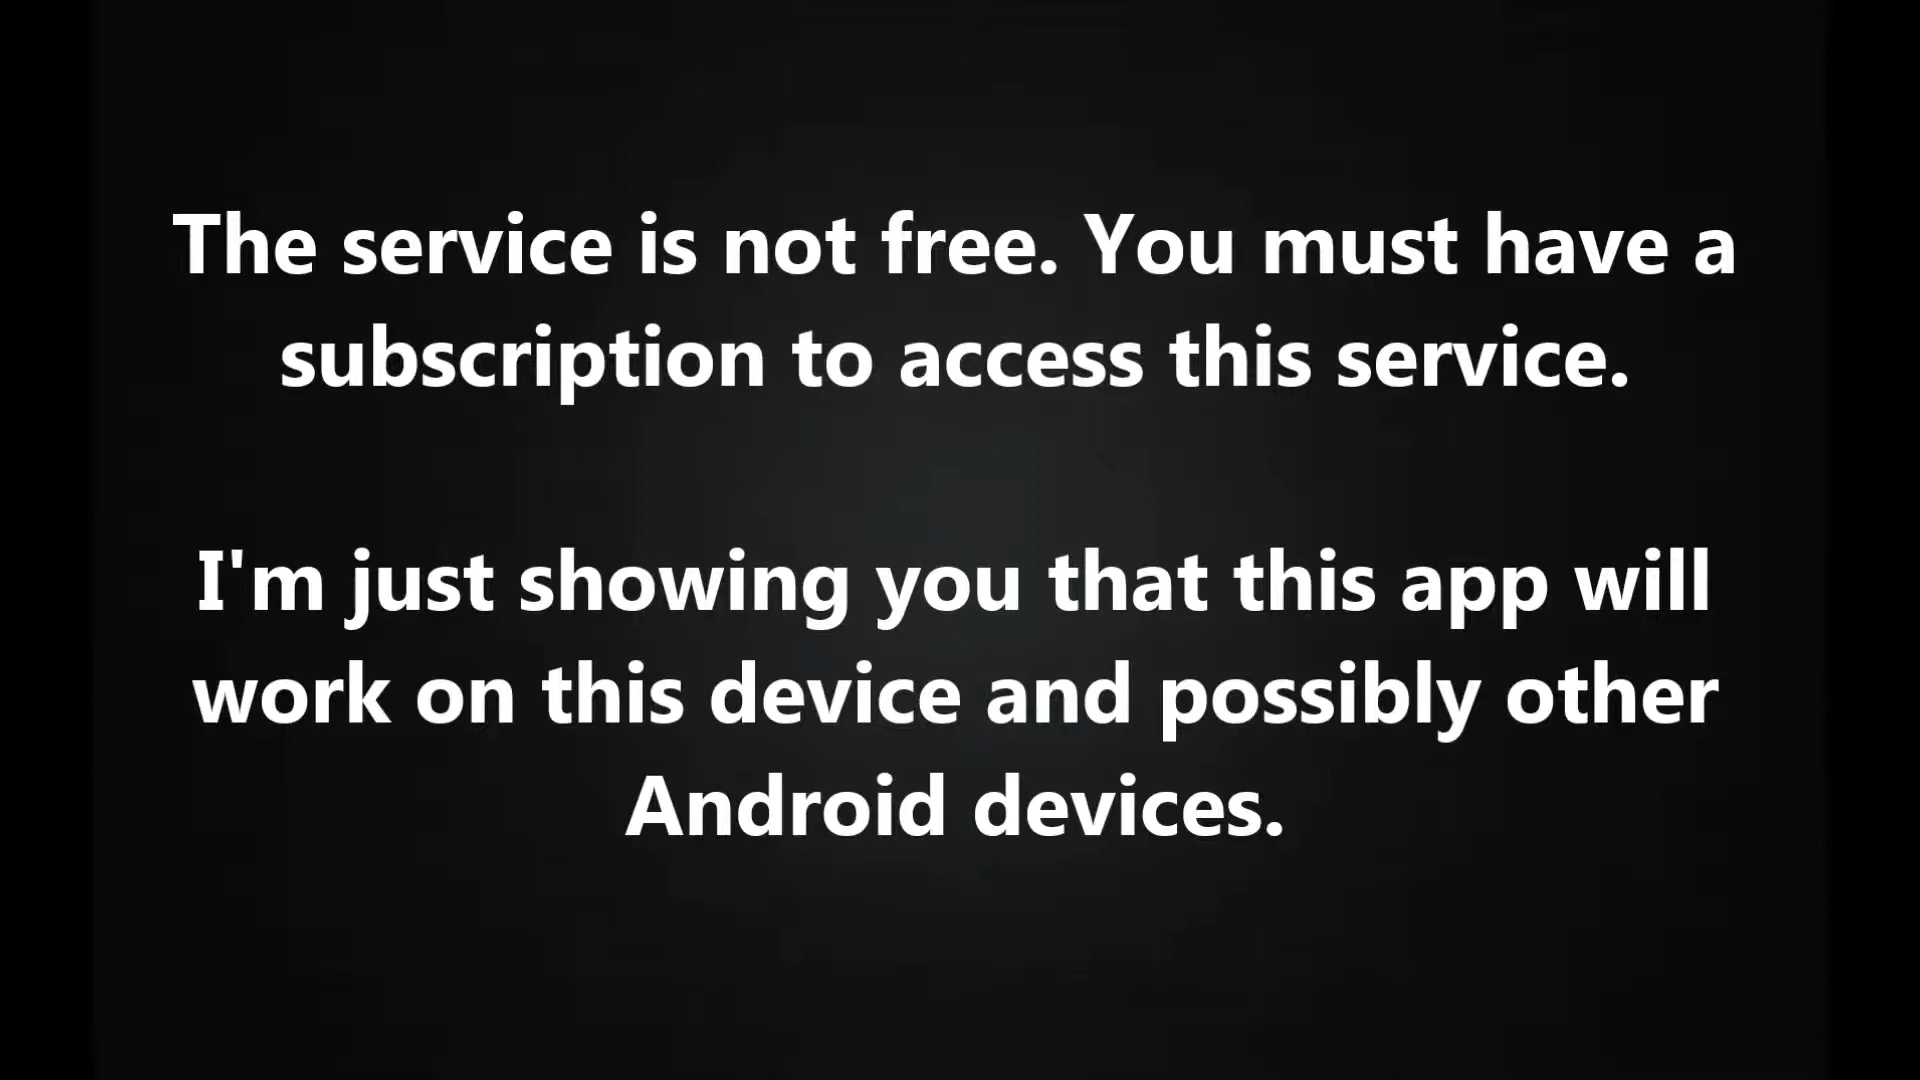 The service is not free. You must have a
subscription to access this service.
I'm just showing you that this app will
work on this device and possibly other
Android devices.